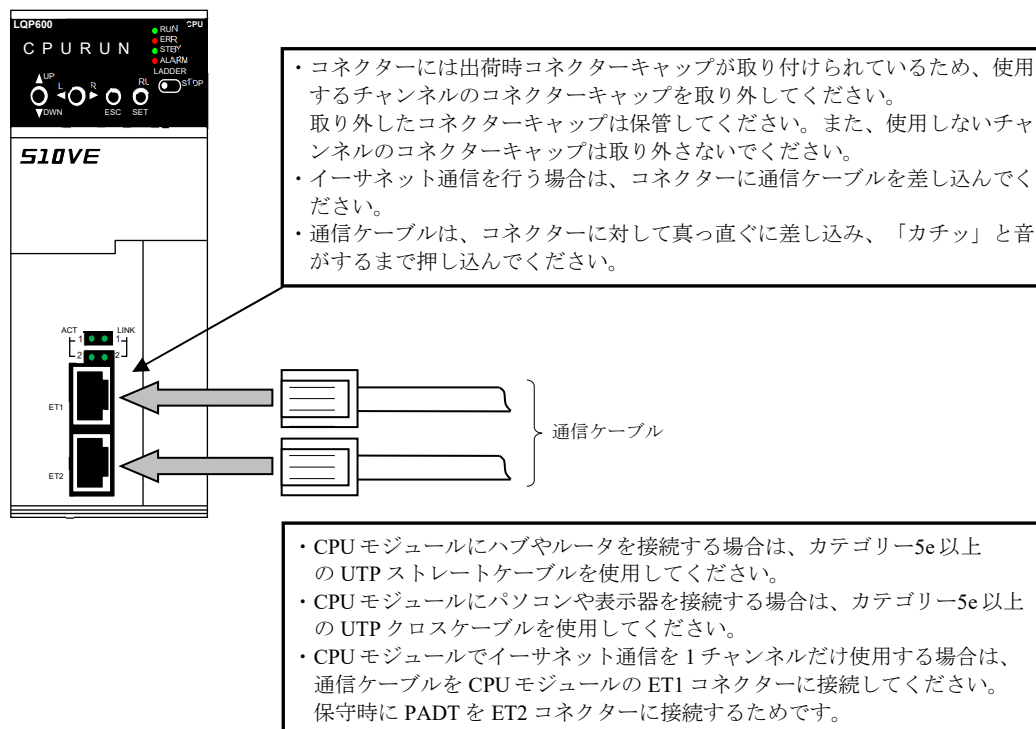 LQP600 CPU
CPURUN
RUN
ERR
STBY
ALARM
LADDER
STOP
UP
L
R
DWN
ESC
SET
S10VE
・コネクターには出荷時コネクターキャップが取り付けられているため、使用
するチャンネルのコネクターキャップを取り外してください。
取り外したコネクターキャップは保管してください。また、使用しないチャ
ンネルのコネクターキャップは取り外さないでください。
・イーサネット通信を行う場合は、コネクターに通信ケーブルを差し込んでく
ださい。
・通信ケーブルは、コネクターに対して真っ直ぐに差し込み、「カチッ」と音
がするまで押し込んでください。
ACT LINK
1 1
2 2
ET1
ET2
通信ケーブル
・CPUモジュールにハブやルータを接続する場合は、カテゴリー5e以上
の UTP ストレートケーブルを使用してください。
・CPUモジュールにパソコンや表示器を接続する場合は、カテゴリー5e以上
の UTP クロスケーブルを使用してください。
・CPUモジュールでイーサネット通信を 1 チャンネルだけ使用する場合は、
通信ケーブルを CPU モジュールの ET1 コネクターに接続してください。
保守時に PADT を ET2 コネクターに接続するためです。